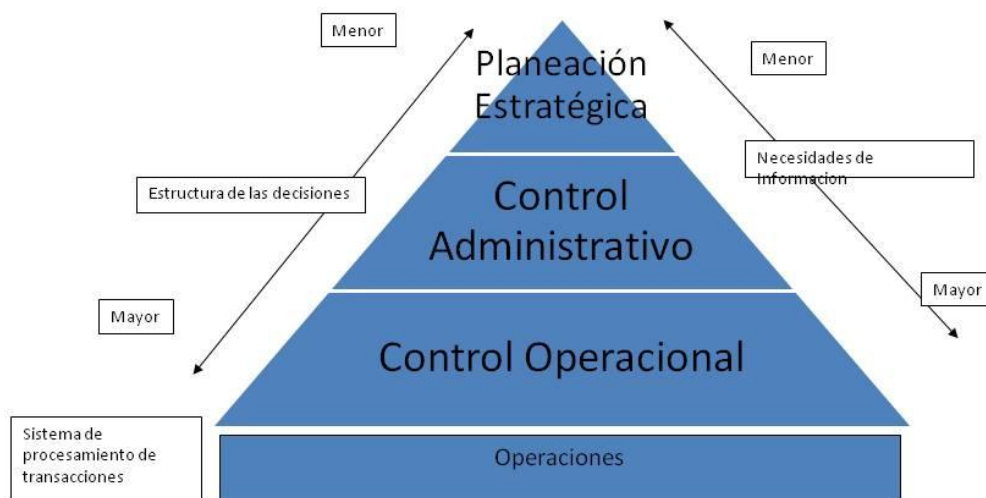 Menor
Menor
Planeación
Estratégica
Necesidades de
Informacion
Estructura de las decisiones
Control
Administrativo
Mayor
Mayor
Control Operacional
Sistema de
procesamiento de
transacciones
Operaciones